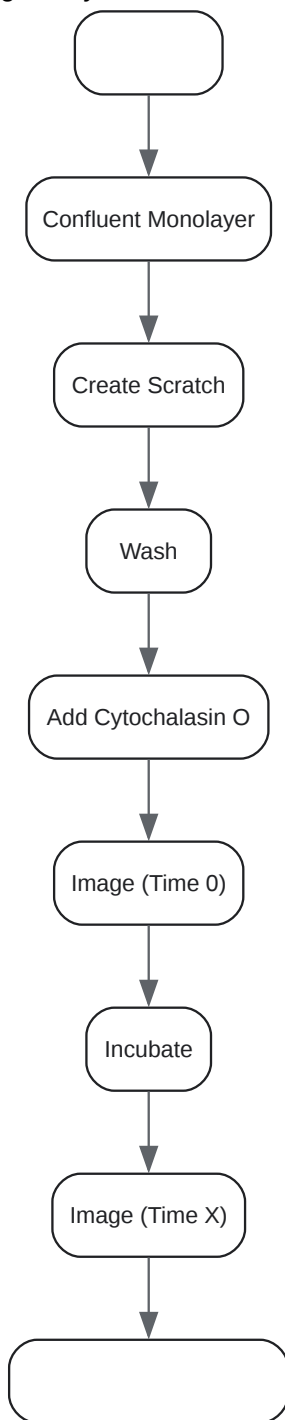 Confluent Monolayer
Create Scratch
Wash
Add Cytochalasin O
Image (Time 0)
Incubate
Image (Time X)